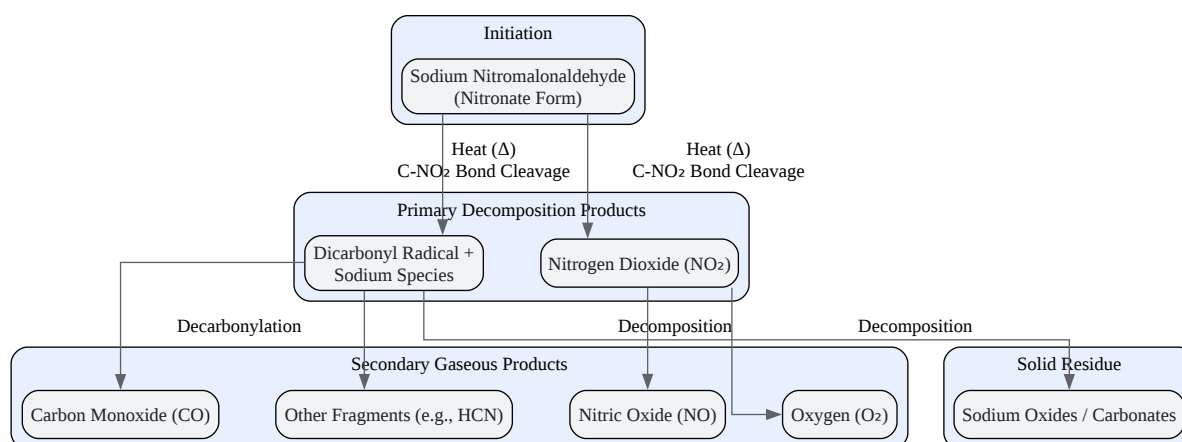 Initiation
Sodium Nitromalonaldehyde
(Nitronate Form)
Heat (Δ)
C-NO₂ Bond Cleavage
Heat (Δ)
C-NO₂ Bond Cleavage
Primary Decomposition Products
Dicarbonyl Radical +
Sodium Species
Nitrogen Dioxide (NO₂)
Decarbonylation
Decomposition
Decomposition
Secondary Gaseous Products
Solid Residue
Carbon Monoxide (CO)
Other Fragments (e.g., HCN)
Nitric Oxide (NO)
Oxygen (O₂)
Sodium Oxides / Carbonates